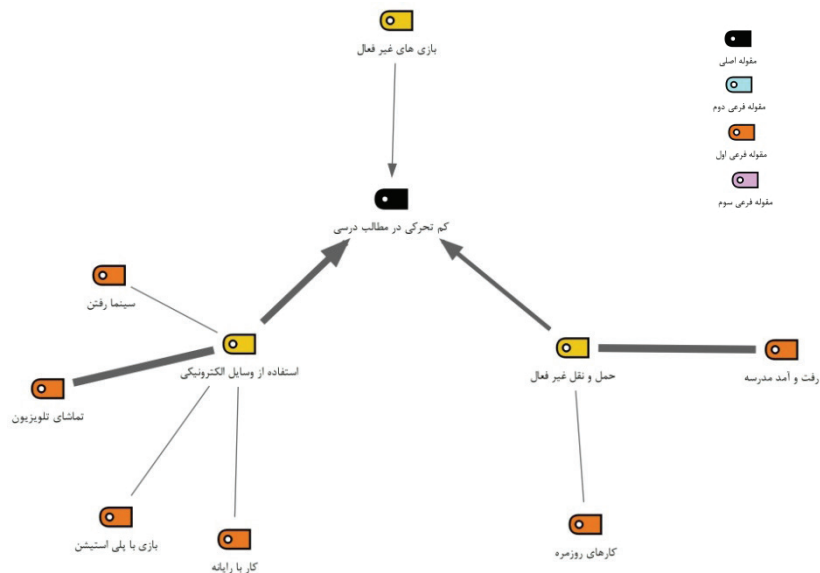 بازی های غیر فعال
مقوله اصلی
مقوله فرعی دوم
مقوله فرعی اول
مقوله فرعی سوم
کم تحرکی در مطالب درسی
سینما رفتن
استفاده از وسایل الکترونیکی
حمل و نقل غیر فعال
رفت و آمد مدرسه
تماشای تلویزیون
بازی با پلی استیشن
کار با رایانه
کارهای روزمره